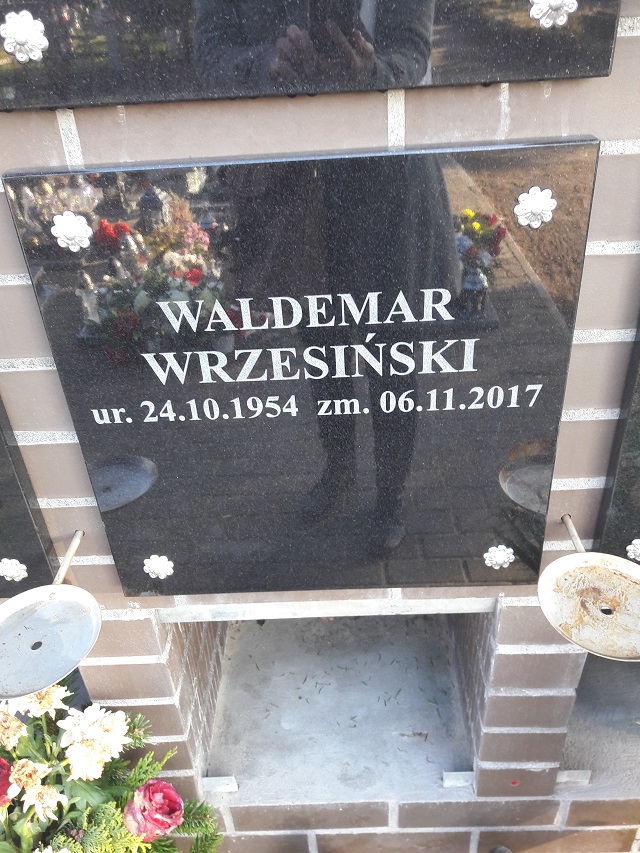 WALDEMAR
WRZESIŃSKI
ur. 24.10.1954 zm. 06.11.2017